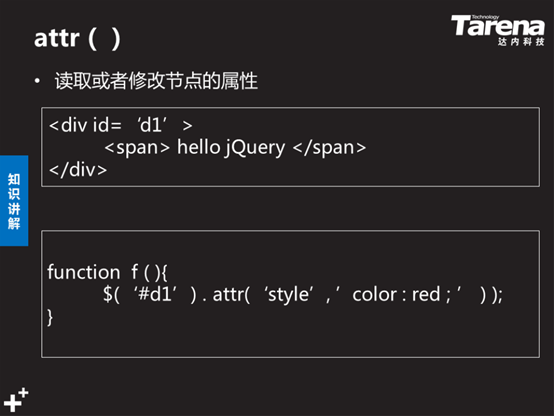 attr ( )
Technology
Tarena
达内科技
• 读取或者修改节点的属性
<div id= ‘d1’ >
<span> hello jQuery </span>
</div>
知识讲解
function f ( ){
$( ‘#d1’ ) . attr( ‘style’ , ’ color : red ; ’ ) );
}